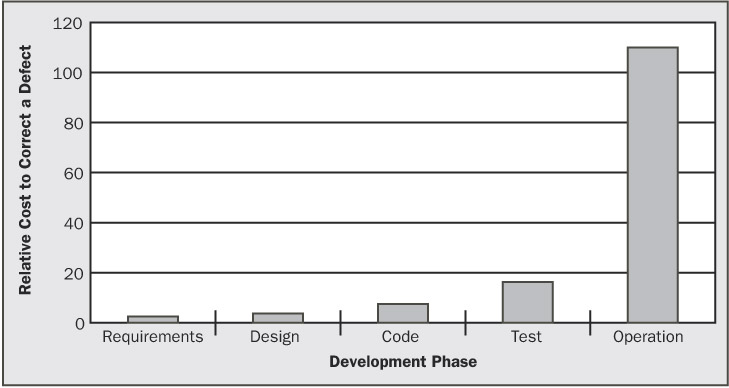 120
100
80
60
40
20
0
Relative Cost to Correct a Defect
Requirements Design Code Test Operation
Development Phase